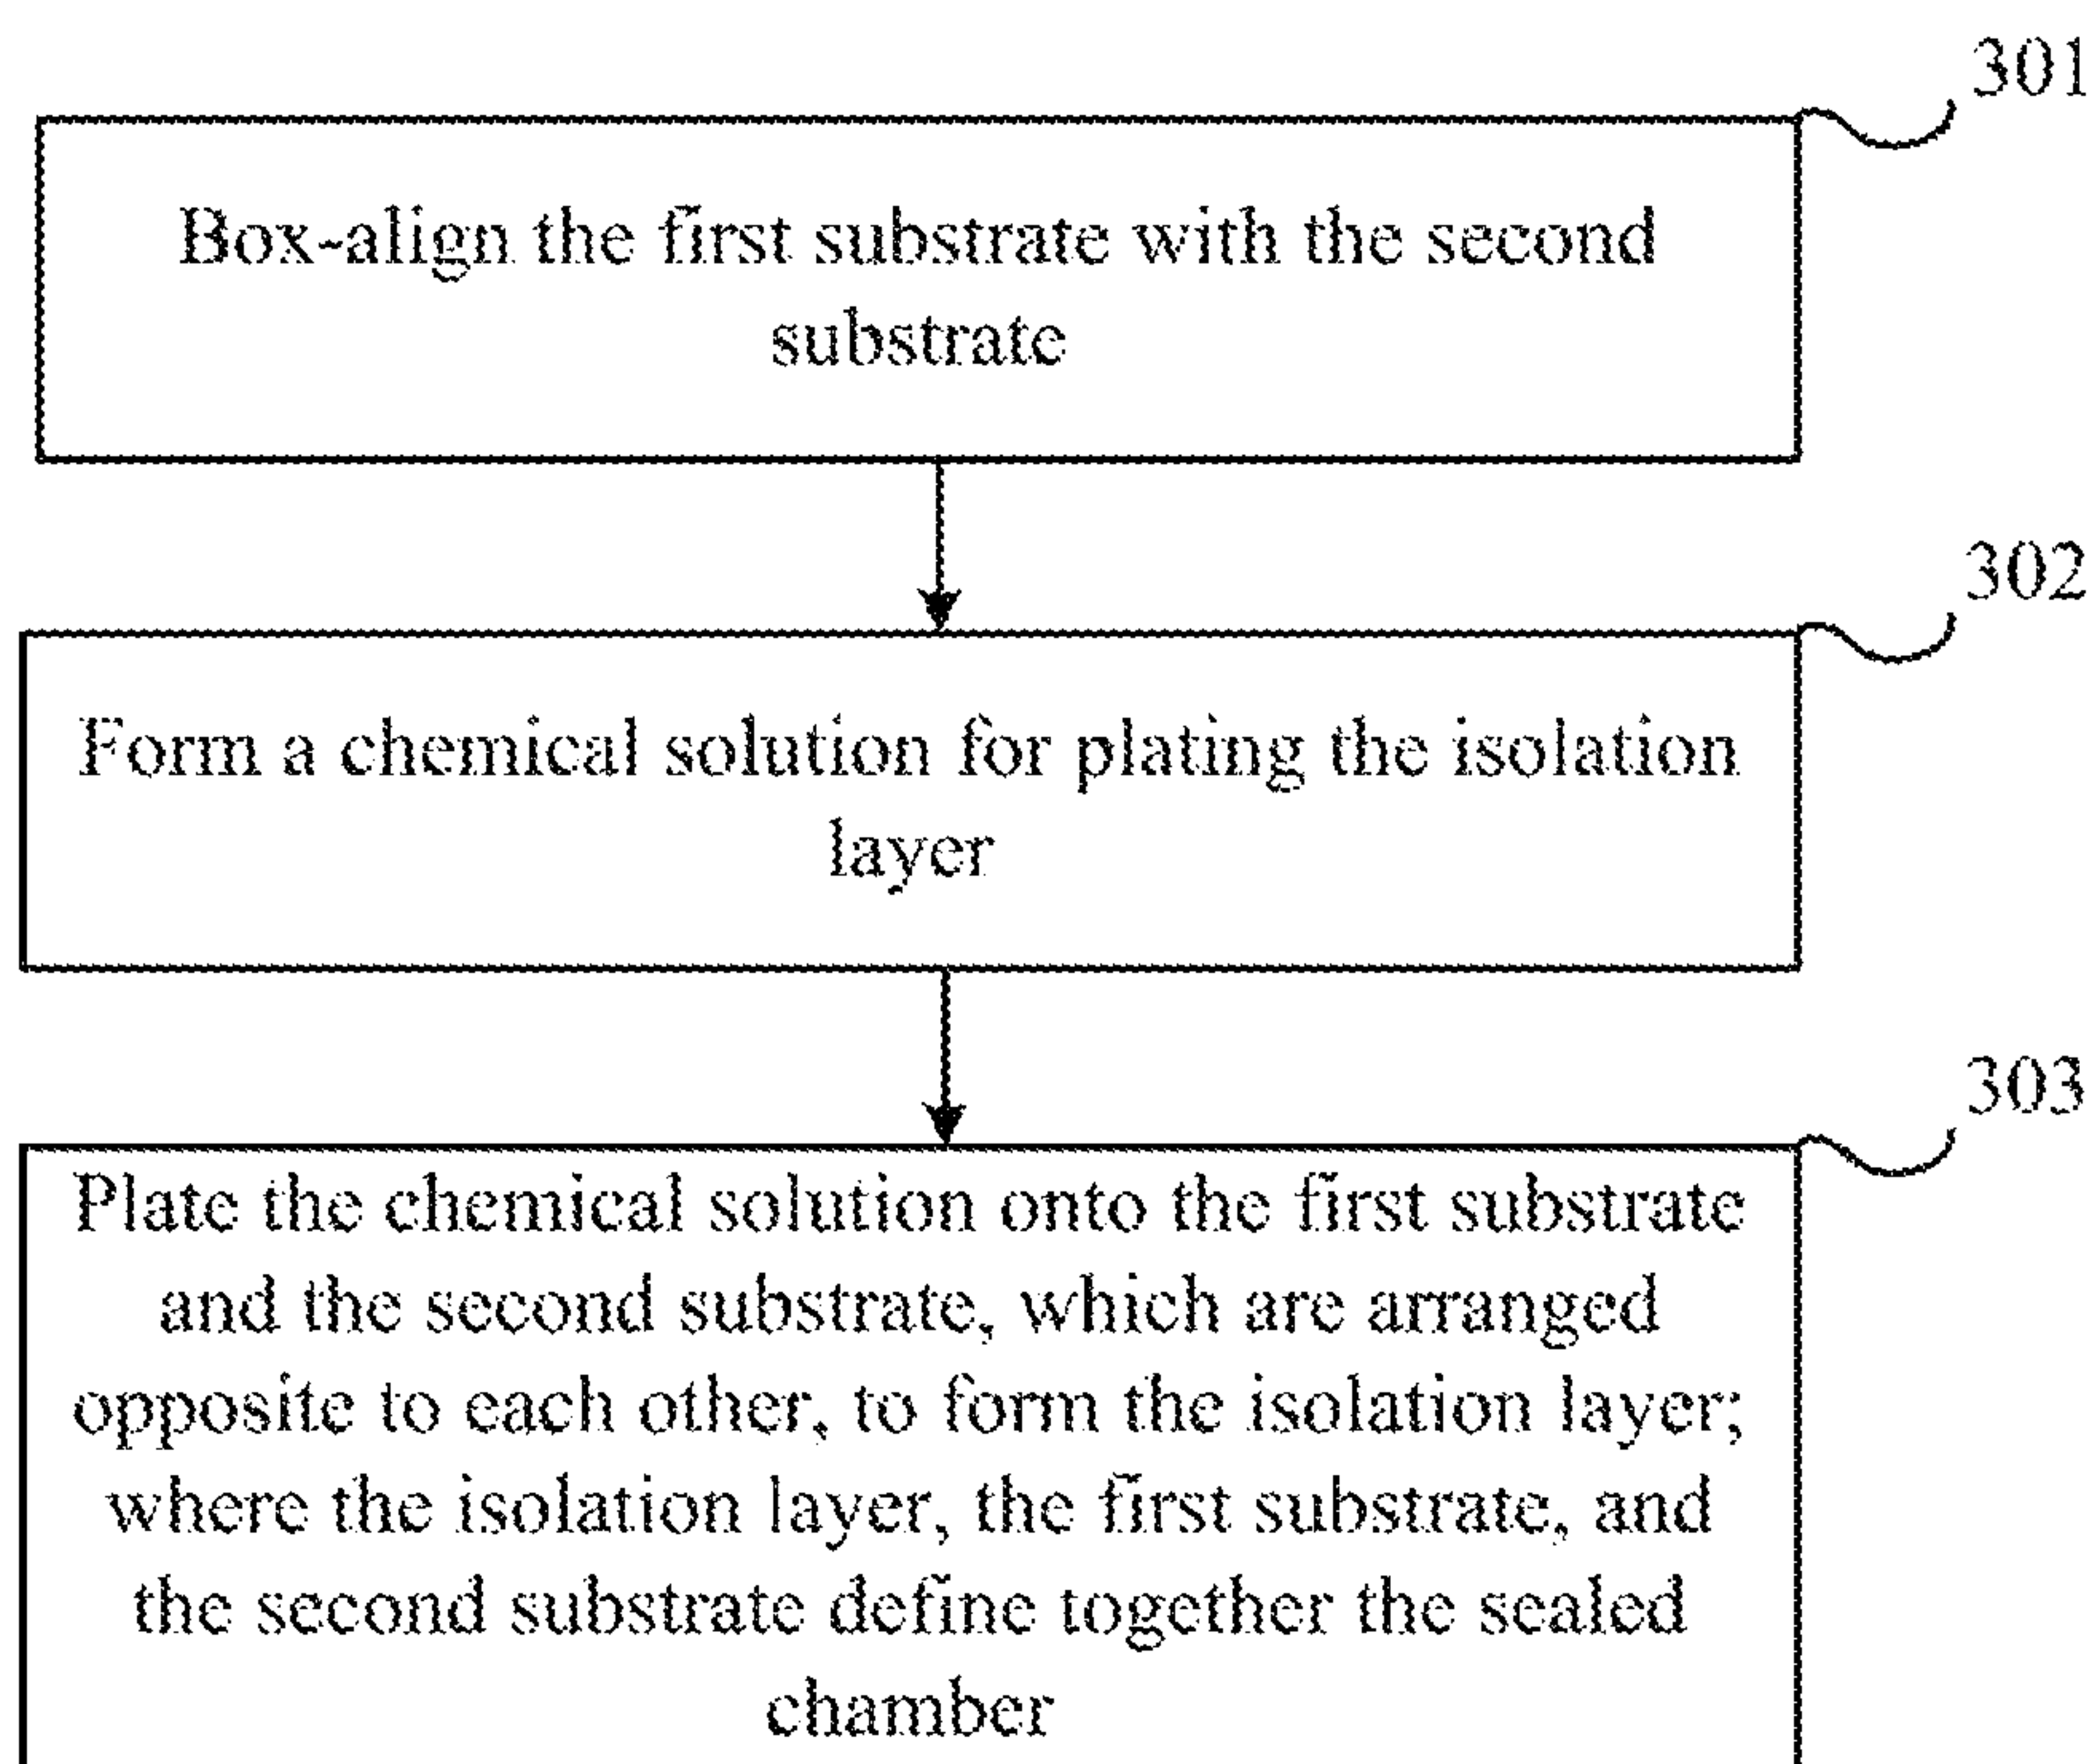 301
Box-align the first substrate with the second
substrate
302
Form a chemical solution for plating the isolation
layer
303
Plate the chemical solution onto the first substrate
and the second substrate, which are arranged
opposite to each other, to form the isolation layer;
where the isolation layer, the first substrate, and
the second substrate define together the sealed
chamber